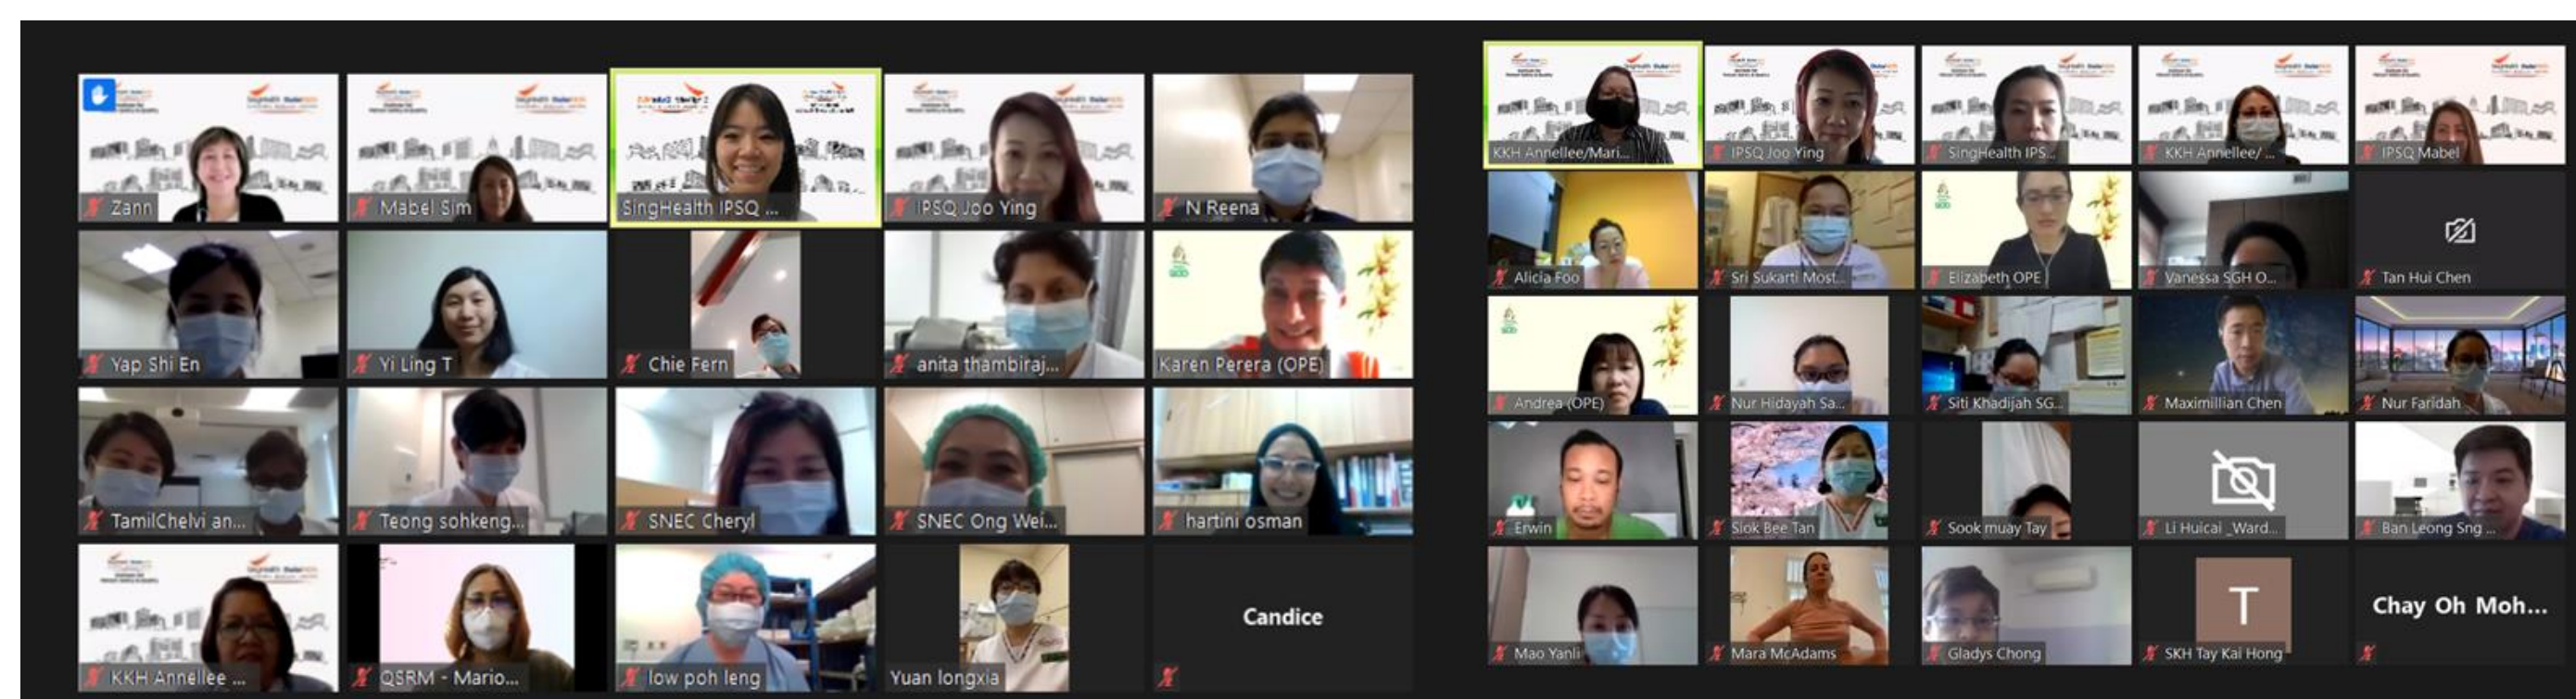 Zann
Mabel Sim
SingHealth IPSQ ...
IPSQ Joo Ying
N Reena
Yap Shi En
Yi Ling T
Chie Fern
anita thambiraj...
Karen Perera (OPE)
TamilChelvi an...
Teong sohkeng...
SNEC Cheryl
SNEC Ong Wei...
hartini osman
KKH Annellee ...
QSRM - Mario...
low poh leng
Yuan longxia
Candice
KKH Annellee/Mari...
IPSQ Joo Ying
SingHealth IPS...
KKH Annellee/ ...
IPSQ Mabel
Alicia Foo
Sri Sukarti Most...
Elizabeth OPE
Vanessa SGH O...
Tan Hui Chen
Andrea (OPE)
Nur Hidayah Sa...
Siti Khadijah SG...
Maximillian Chen
Nur Faridah
Erwin
Siok Bee Tan
Sook muay Tay
Li Huicai _Ward...
Ban Leong Sng ...
Mao Yanli
Mara McAdams
Gladys Chong
T
SKH Tay Kai Hong
Chay Oh Moh...